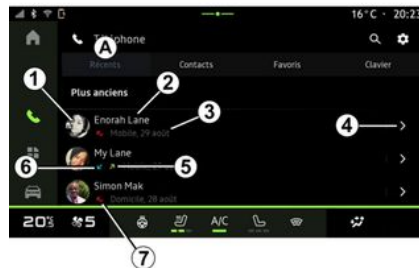 16°C · 20:23
A Téléphone
Récents Contacts Favoris Clavier
Plus anciens
1 2 3 4
Enorah Lane
Mobile, 29 août
My Lane
6 5
Simon Mak
Domicile, 28 août
20°5 5 A/C
7